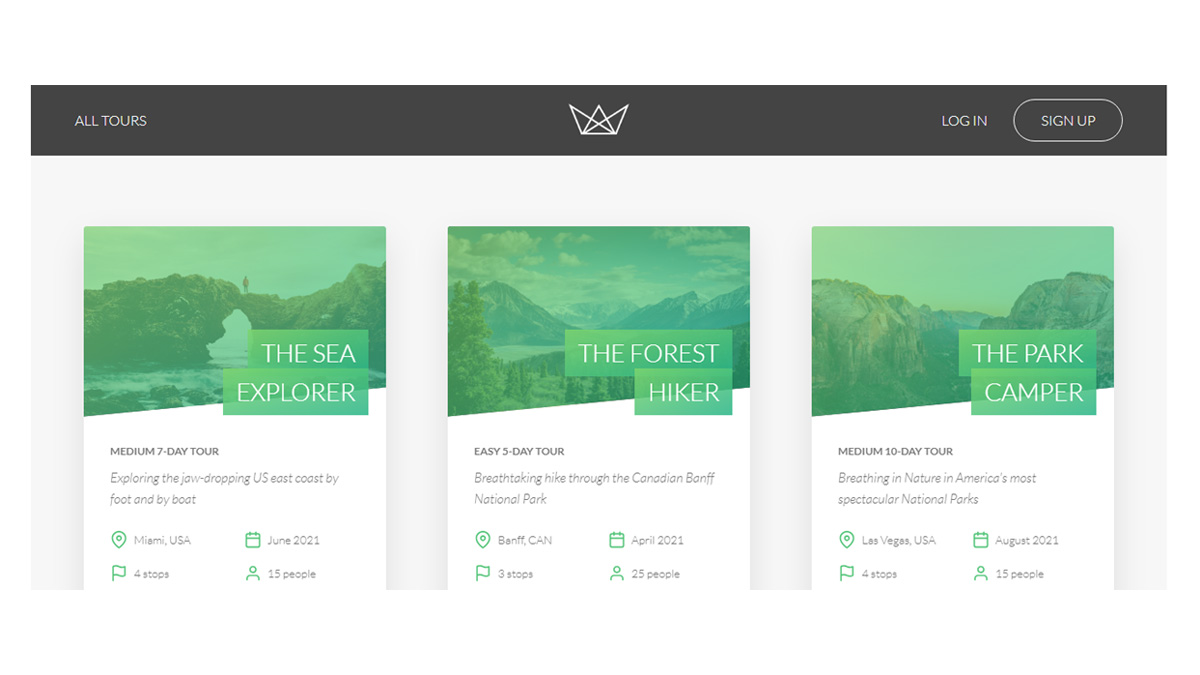 ALL TOURS
LOG IN
SIGN UP
THE SEA
EXPLORER
MEDIUM 7-DAY TOUR
Exploring the jaw-dropping US east coast by
foot and by boat
Miami, USA
June 2021
4 stops
15 people
THE FOREST
HIKER
EASY 5-DAY TOUR
Breathtaking hike through the Canadian Banff
National Park
Banff, CAN
April 2021
3 stops
25 people
THE PARK
CAMPER
MEDIUM 10-DAY TOUR
Breathing in Nature in America's most
spectacular National Parks
Las Vegas, USA
August 2021
4 stops
15 people